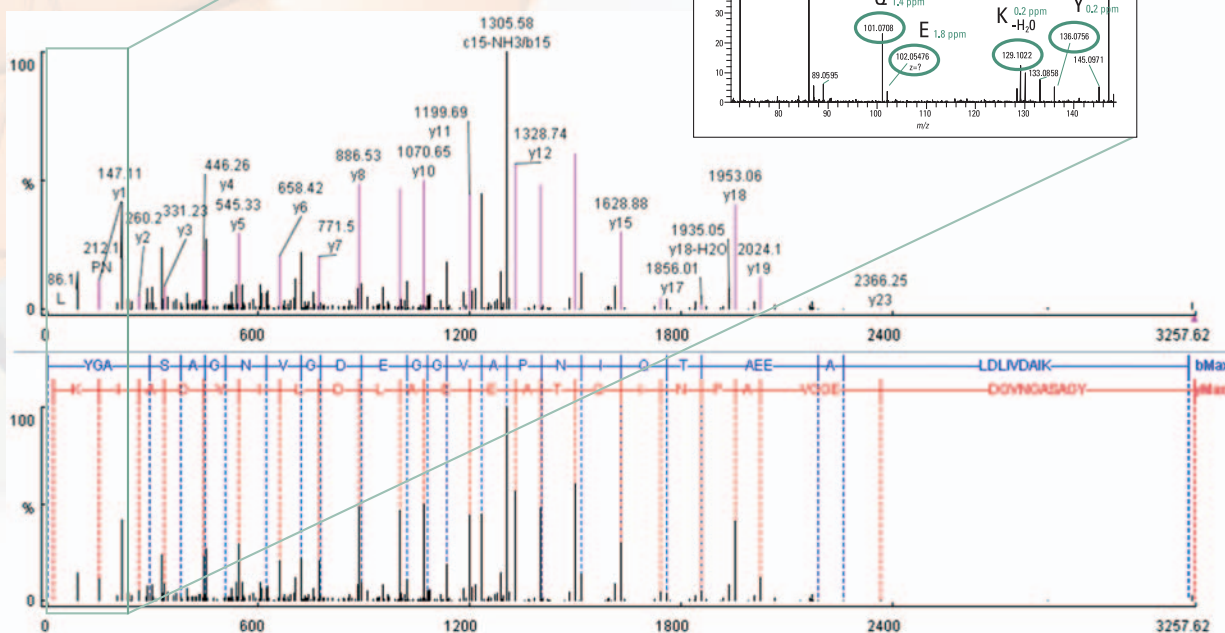 Q 1.4 ppm
K 0.2 ppm
Y 0.2 ppm
-H₂0
E 1.8 ppm
30
20
10
0
101.0708
102.05476
z=?
129.1022
136.0756
89.0595
133.0858
145.0971
80
90
100
110
120
130
140
m/z
100
%
0
1305.58
c15-NH3/b15
1199.69
y11
1328.74
y12
147.11
y1
446.26
y4
886.53
y8
1070.65
y10
1953.06
y18
260.2
y2
331.23
y3
545.33
y5
658.42
y6
771.5
y7
1628.88
y15
1935.05
y18-H2O
2024.1
y19
212.1
PN
86.1
L
1856.01
y17
2366.25
y23
0
600
1200
1800
2400
3257.62
YGA S A G N V G D E G G V A P N I Q T AEE A LDLIVDAIK bMax
100
%
0
0
600
1200
1800
2400
3257.62